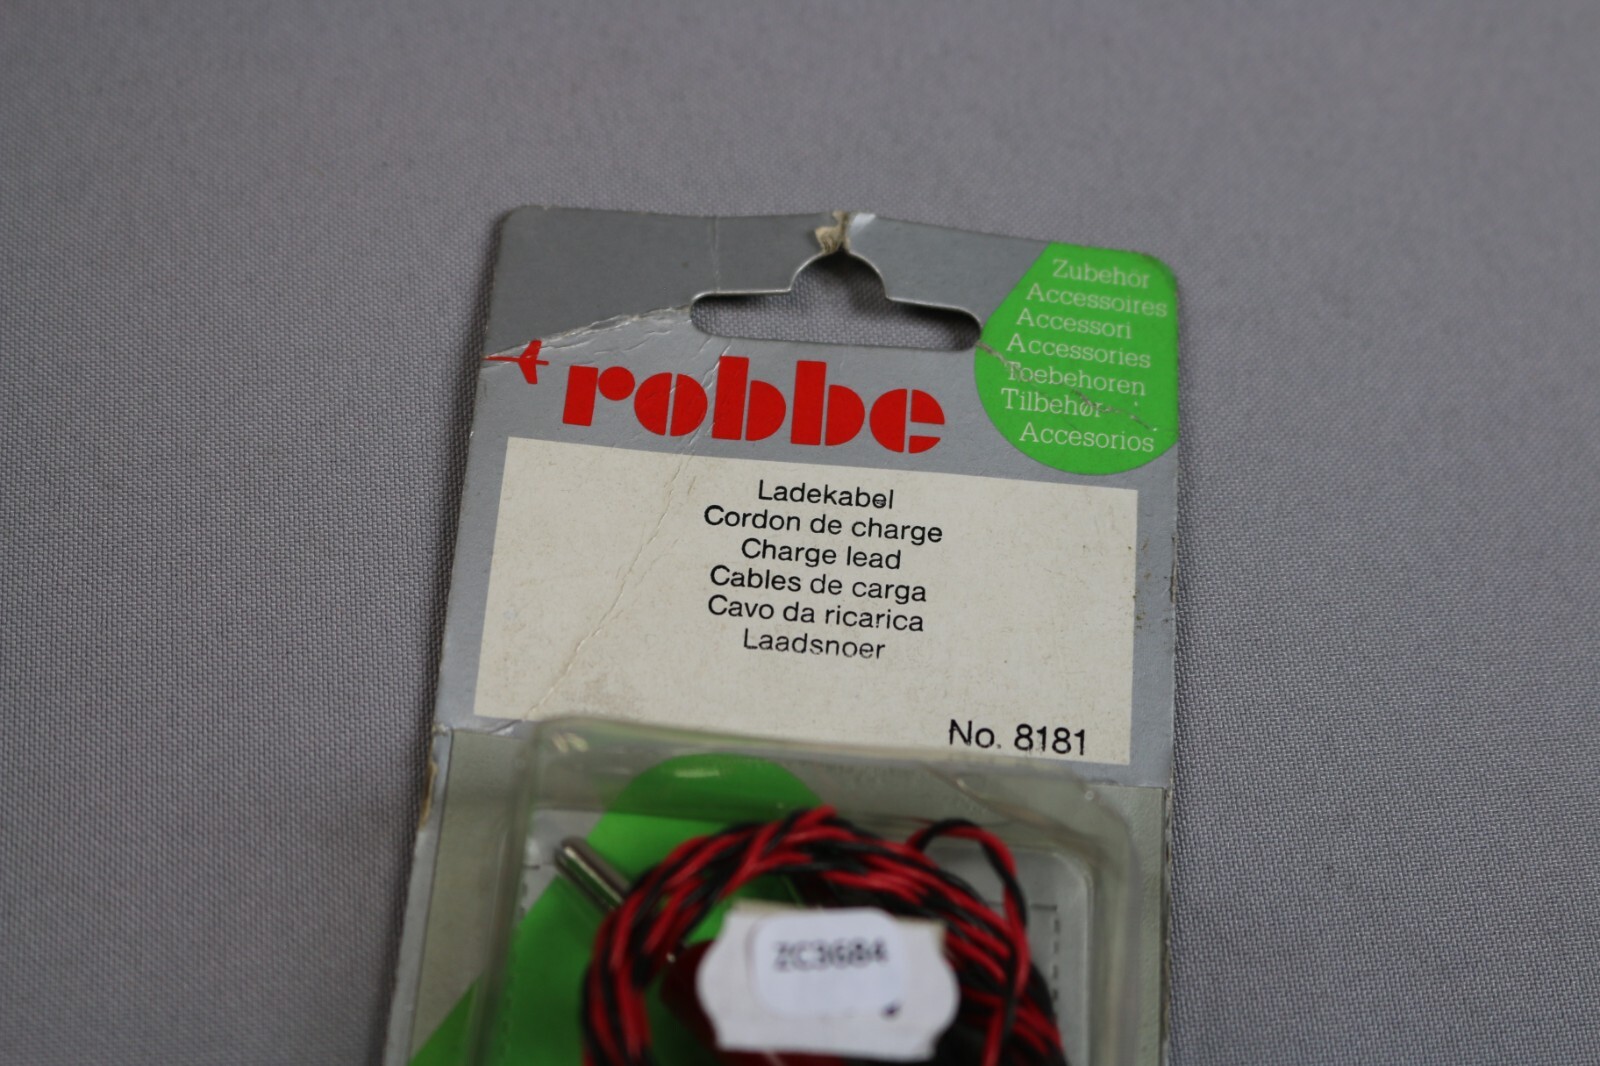 Zubehör
Accessoires
Accessori
Accessories
Toebehoren
Tilbehør
Accesorios
robbe
Ladekabel
Cordon de charge
Charge lead
Cables de carga
Cavo da ricarica
Laadsnoer
No. 8181
ZC3684